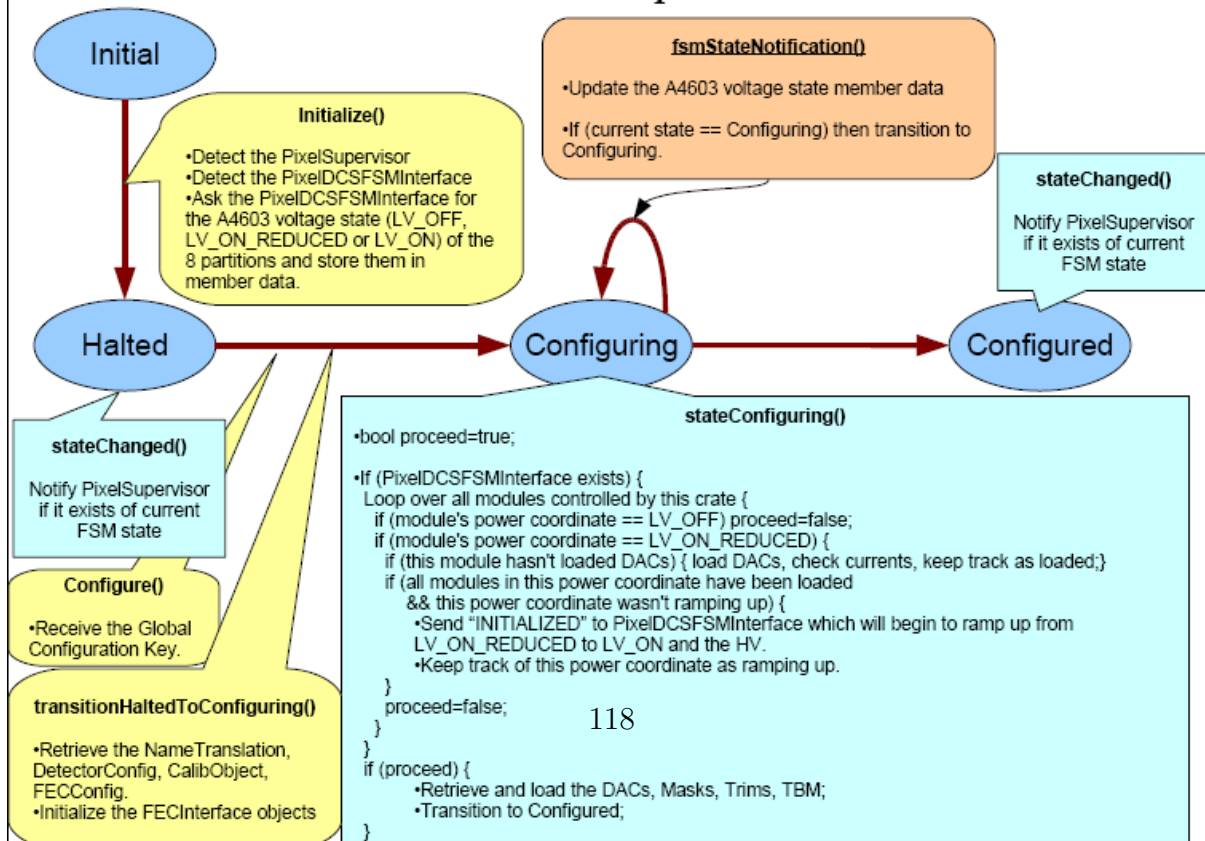 Initial
Initialize()
•Detect the PixelSupervisor
•Detect the PixelDCSFSMInterface
•Ask the PixelDCSFSMInterface for
the A4603 voltage state (LV_OFF,
LV_ON_REDUCED or LV_ON) of the
8 partitions and store them in
member data.
fsmStateNotification()
•Update the A4603 voltage state member data
•If (current state == Configuring) then transition to
Configuring.
stateChanged()
Notify PixelSupervisor
if it exists of current
FSM state
Halted
Configuring
Configured
stateChanged()
Notify PixelSupervisor
if it exists of current
FSM state
Configure()
•Receive the Global
Configuration Key.
transitionHaltedToConfiguring()
•Retrieve the NameTranslation,
DetectorConfig, CalibObject,
FECConfig.
•Initialize the FECInterface objects
stateConfiguring()
•bool proceed=true;
•If (PixelDCSFSMInterface exists) {
Loop over all modules controlled by this crate {
if (module's power coordinate == LV_OFF) proceed=false;
if (module's power coordinate == LV_ON_REDUCED) {
if (this module hasn't loaded DACs) { load DACs, check currents, keep track as loaded;}
if (all modules in this power coordinate have been loaded
&& this power coordinate wasn't ramping up) {
•Send “INITIALIZED” to PixelDCSFSMInterface which will begin to ramp up from
LV_ON_REDUCED to LV_ON and the HV.
•Keep track of this power coordinate as ramping up.
}
proceed=false;
}
}
if (proceed) {
•Retrieve and load the DACs, Masks, Trims, TBM;
•Transition to Configured;
}
118